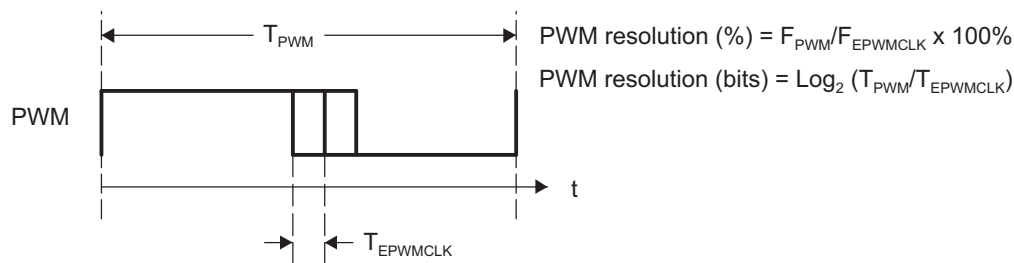 T_PWM
PWM resolution (%) = F_PWM/F_EPWMCLK x 100%
PWM resolution (bits) = Log_2 (T_PWM/T_EPWMCLK)
PWM
t
T_EPWMCLK